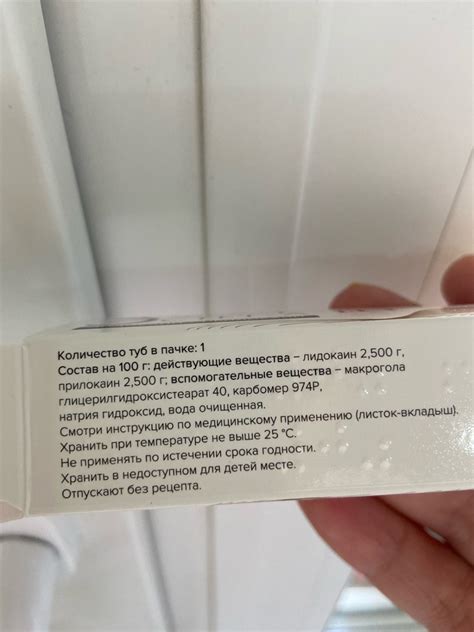 Количество туб в пачке: 1
Состав на 100 г: действующие вещества – лидокаин 2,500 г,
прилокаин 2,500 г; вспомогательные вещества – макрогола
глицерилгидроксистеарат 40, карбомер 974P,
натрия гидроксид, вода очищенная.
Смотри инструкцию по медицинскому применению (листок-вкладыш).
Хранить при температуре не выше 25 °C.
Не применять по истечении срока годности.
Хранить в недоступном для детей месте.
Отпускают без рецепта.